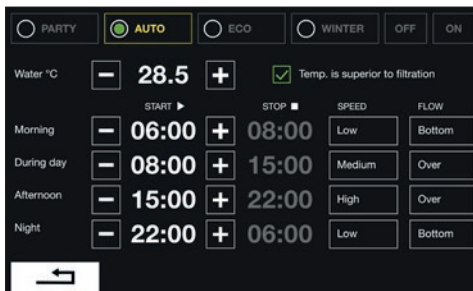 PARTY AUTO ECO WINTER OFF ON
Water °C − 28.5 + Temp. is superior to filtration
START ▶ STOP ■ SPEED FLOW
Morning − 06:00 + 08:00 Low Bottom
During day − 08:00 + 15:00 Medium Over
Afternoon − 15:00 + 22:00 High Over
Night − 22:00 + 06:00 Low Bottom